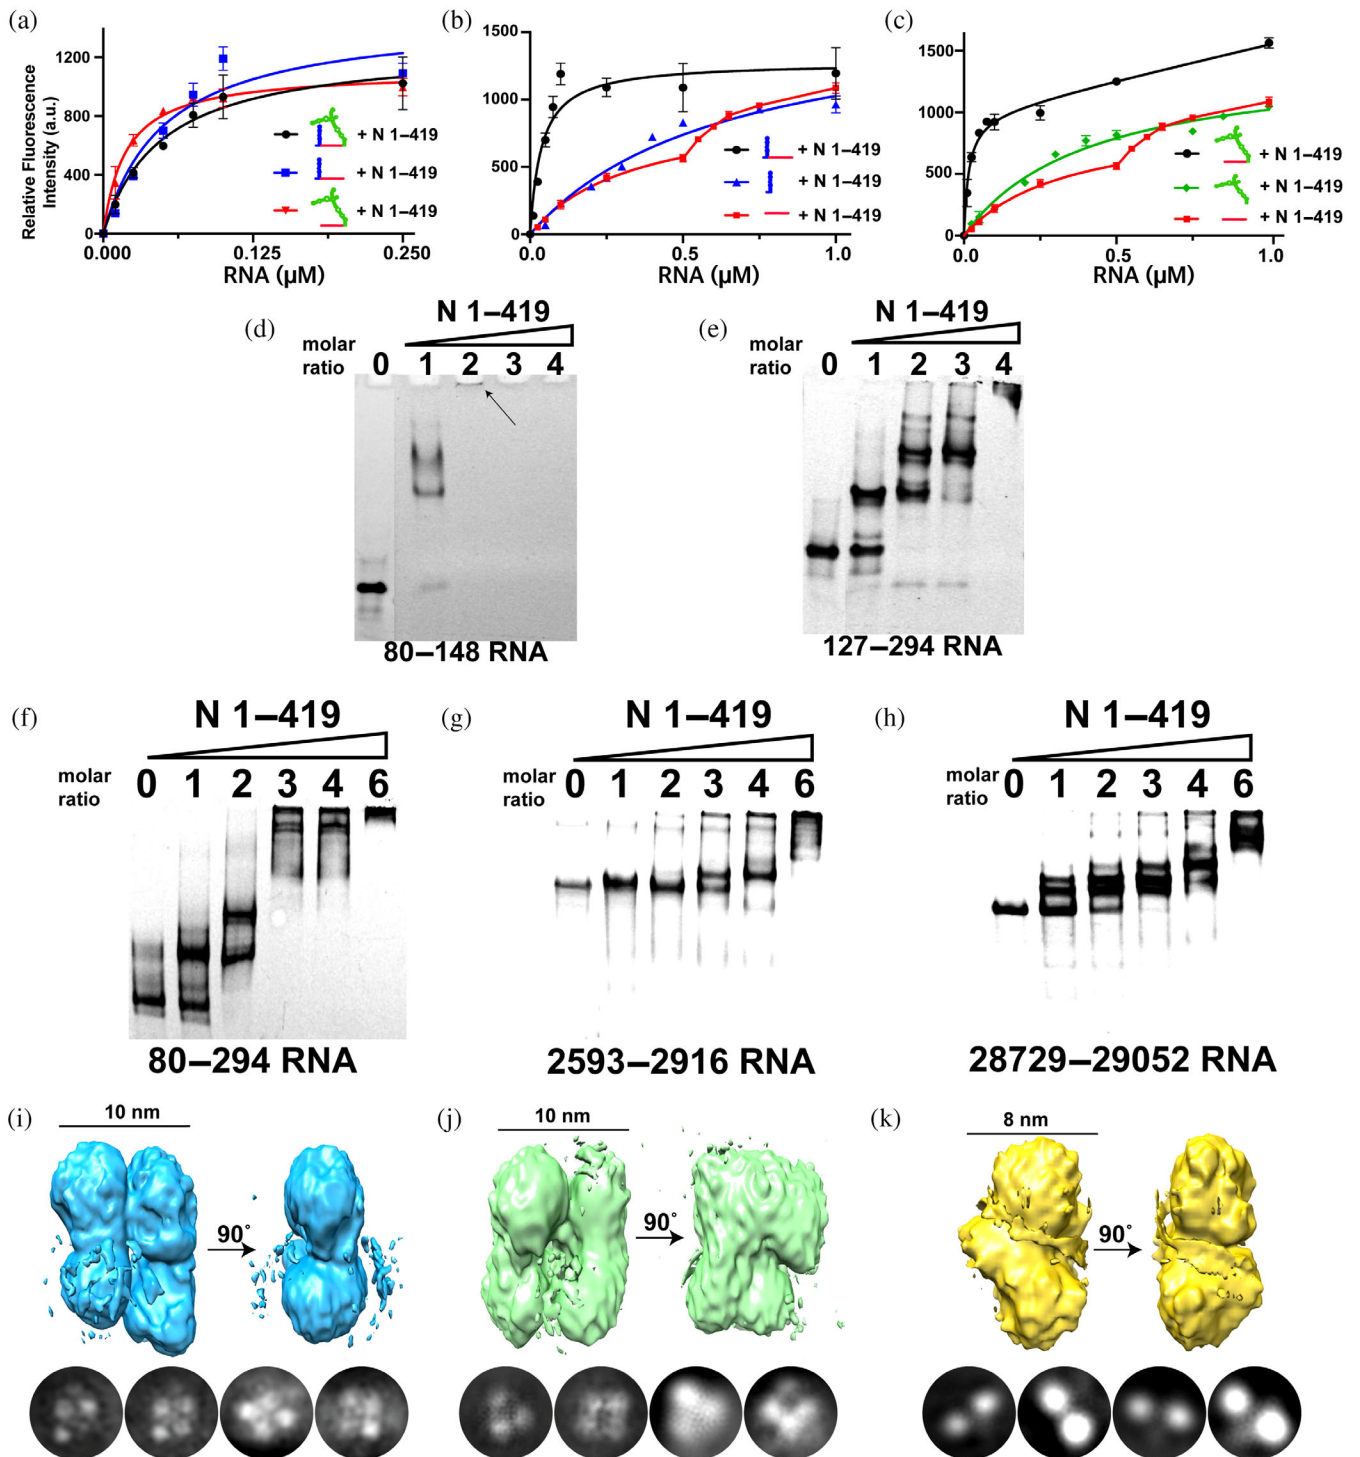 (a)
Relative Fluorescence
Intensity (a.u.)
1200
800
400
0
0.000
0.125
0.250
RNA (µM)
+ N 1–419
+ N 1–419
+ N 1–419
(b)
1500
1000
500
0
0.0
0.5
1.0
RNA (µM)
+ N 1–419
+ N 1–419
+ N 1–419
(c)
1500
1000
500
0
0.0
0.5
1.0
RNA (µM)
+ N 1–419
+ N 1–419
+ N 1–419
(d)
N 1–419
molar
ratio
0 1 2 3 4
80–148 RNA
(e)
N 1–419
molar
ratio
0 1 2 3 4
127–294 RNA
(f)
N 1–419
molar
ratio
0 1 2 3 4 6
80–294 RNA
(g)
N 1–419
molar
ratio
0 1 2 3 4 6
2593–2916 RNA
(h)
N 1–419
molar
ratio
0 1 2 3 4 6
28729–29052 RNA
(i)
10 nm
90°
(j)
10 nm
90°
(k)
8 nm
90°